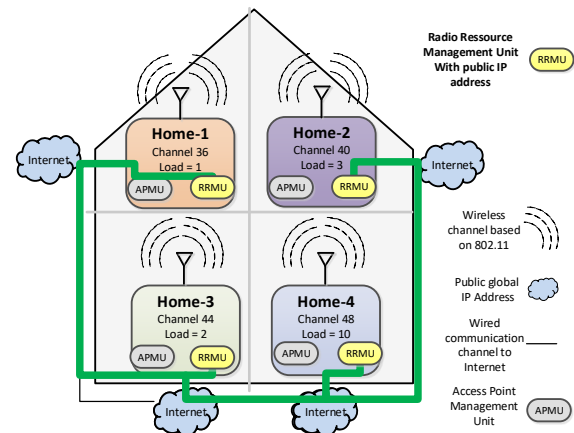 Radio Ressource
Management Unit
With public IP
address
RRMU
Home-1
Channel 36
Load = 1
APMU
RRMU
Home-2
Channel 40
Load = 3
APMU
RRMU
Internet
Internet
Wireless
channel based
on 802.11
Public global
IP Address
Home-3
Channel 44
Load = 2
APMU
RRMU
Home-4
Channel 48
Load = 10
APMU
RRMU
Wired
communication
channel to
Internet
Internet
Internet
Access Point
Management
Unit
APMU